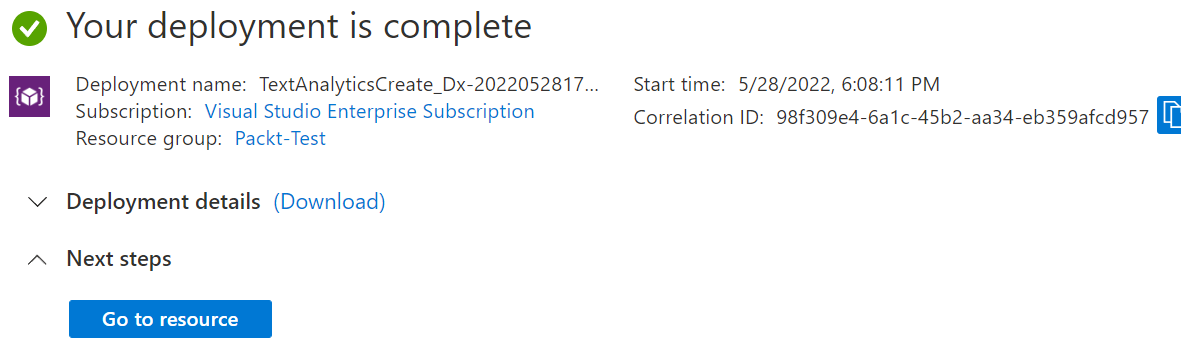 Your deployment is complete
Deployment name: TextAnalyticsCreate_Dx-2022052817...
Subscription: Visual Studio Enterprise Subscription
Resource group: Packt-Test
Start time: 5/28/2022, 6:08:11 PM
Correlation ID: 98f309e4-6a1c-45b2-aa34-eb359afcd957
Deployment details (Download)
Next steps
Go to resource